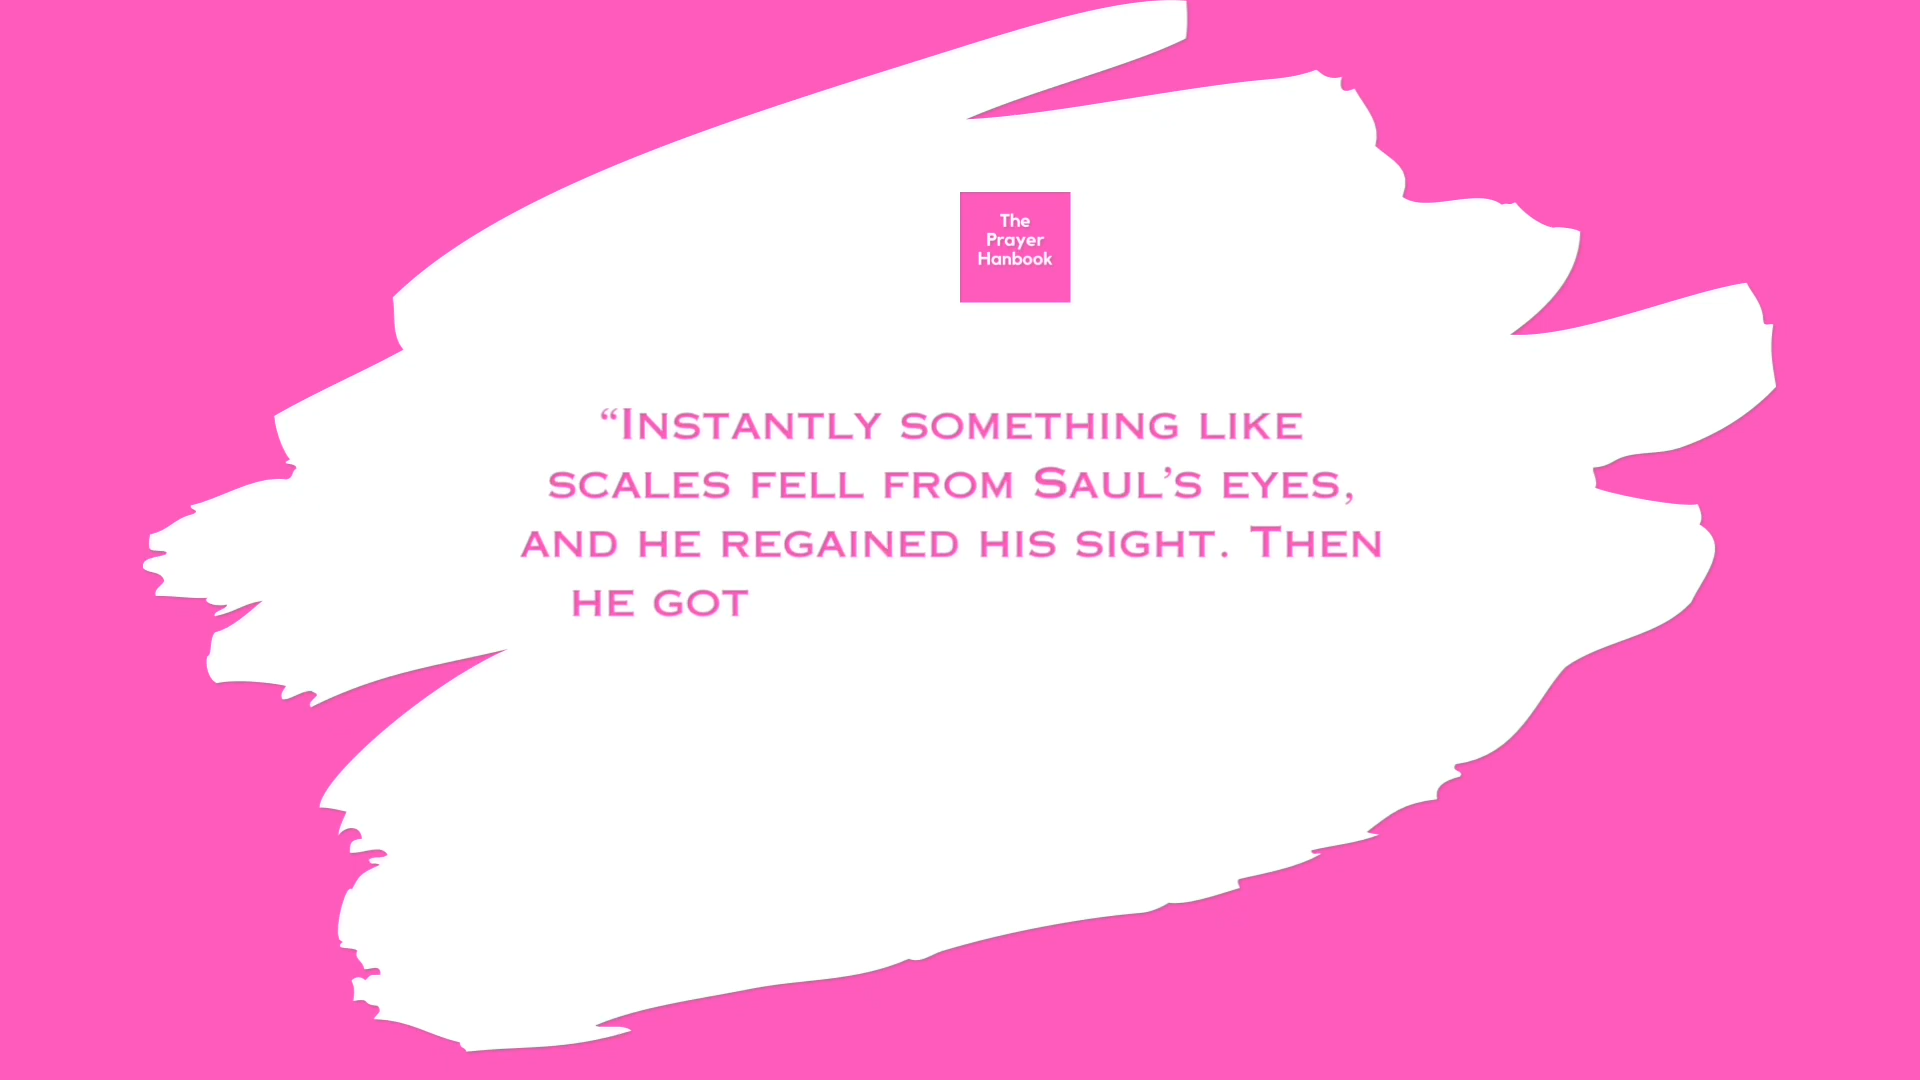 The
Prayer
Hanbook
“Instantly something like
scales fell from Saul’s eyes,
and he regained his sight. Then
he got